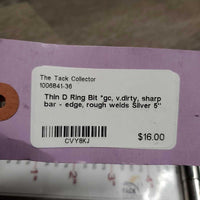 The Tack Collector
1006841-36
Thin D Ring Bit *gc, v.dirty, sharp
bar - edge, rough welds Silver 5"
$16.00
CVY8KJ
1